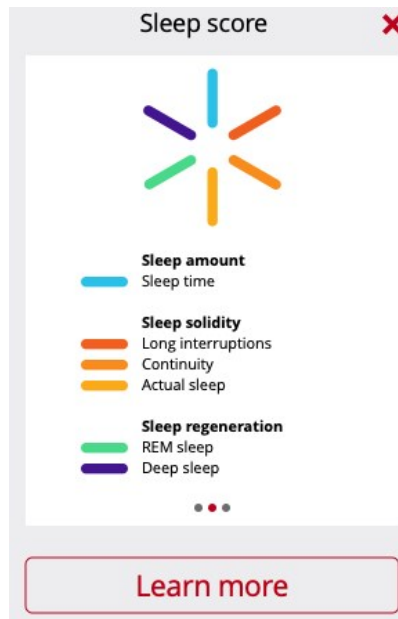 Sleep score
Sleep amount
Sleep time
Sleep solidity
Long interruptions
Continuity
Actual sleep
Sleep regeneration
REM sleep
Deep sleep
Learn more